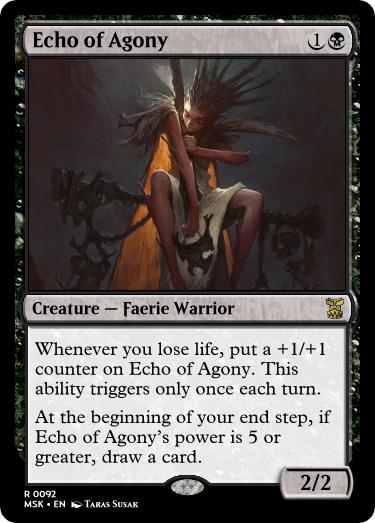 Echo of Agony 1
Creature — Faerie Warrior
Whenever you lose life, put a +1/+1
counter on Echo of Agony. This
ability triggers only once each turn.
At the beginning of your end step, if
Echo of Agony's power is 5 or
greater, draw a card.
2/2
R 0092
MSK • EN Taras Susak